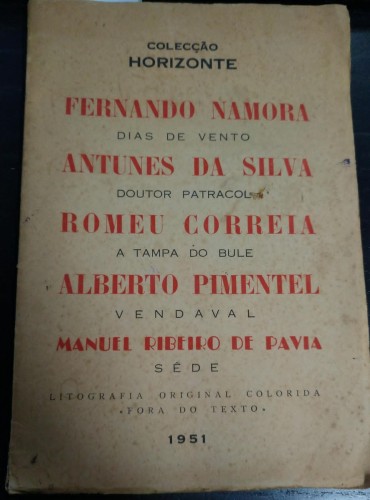 COLECÇÃO
HORIZONTE
FERNANDO NAMORA
DIAS DE VENTO
ANTUNES DA SILVA
DOUTOR PATRACOL
ROMEU CORREIA
A TAMPA DO BULE
ALBERTO PIMENTEL
VENDAVAL
MANUEL RIBEIRO DE PAVIA
SÊDE
LITOGRAFIA ORIGINAL COLORIDA
«FORA DO TEXTO»
1951